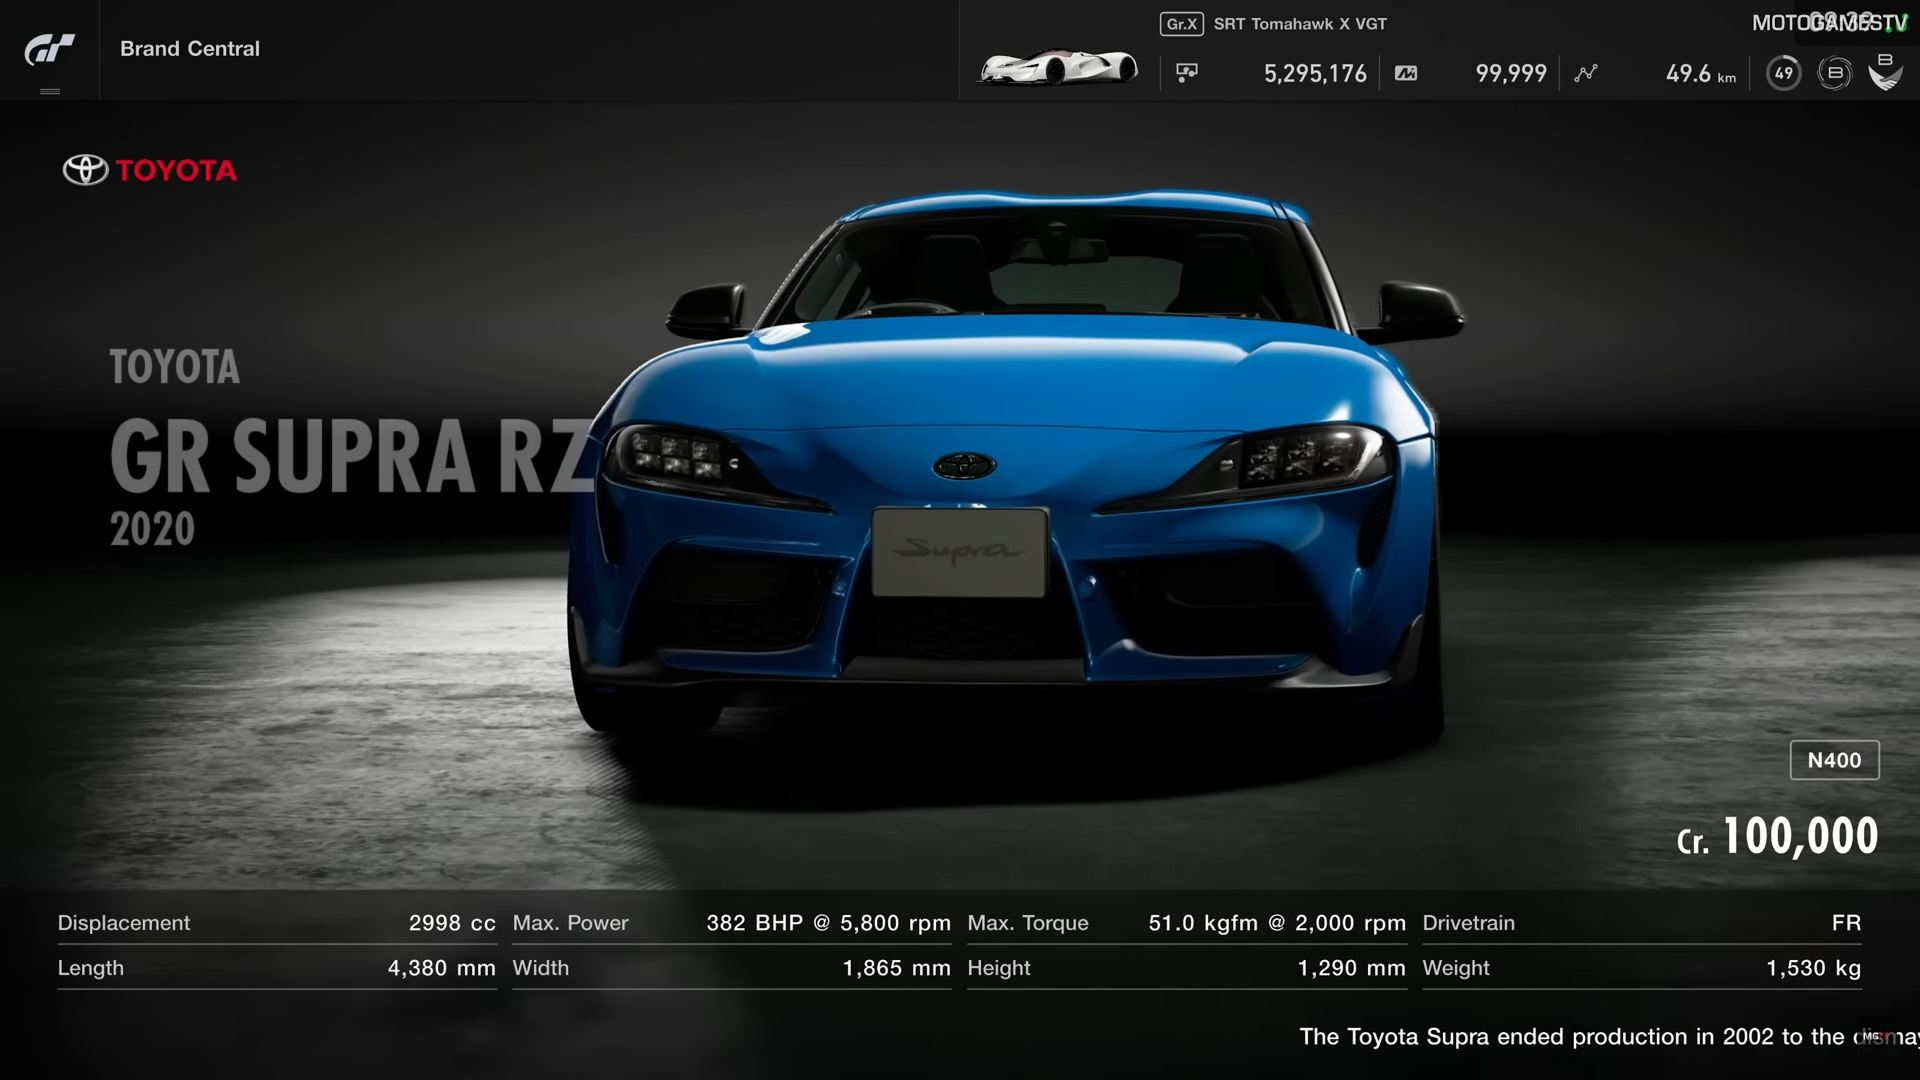 Brand Central
Gr.X SRT Tomahawk X VGT
MOTOGAMESTV
5,295,176
99,999
49.6 km
49
B
B
TOYOTA
TOYOTA
GR SUPRA RZ
2020
Supra
N400
Cr. 100,000
Displacement 2998 cc Max. Power 382 BHP @ 5,800 rpm Max. Torque 51.0 kgfm @ 2,000 rpm Drivetrain FR
Length 4,380 mm Width 1,865 mm Height 1,290 mm Weight 1,530 kg
The Toyota Supra ended production in 2002 to the